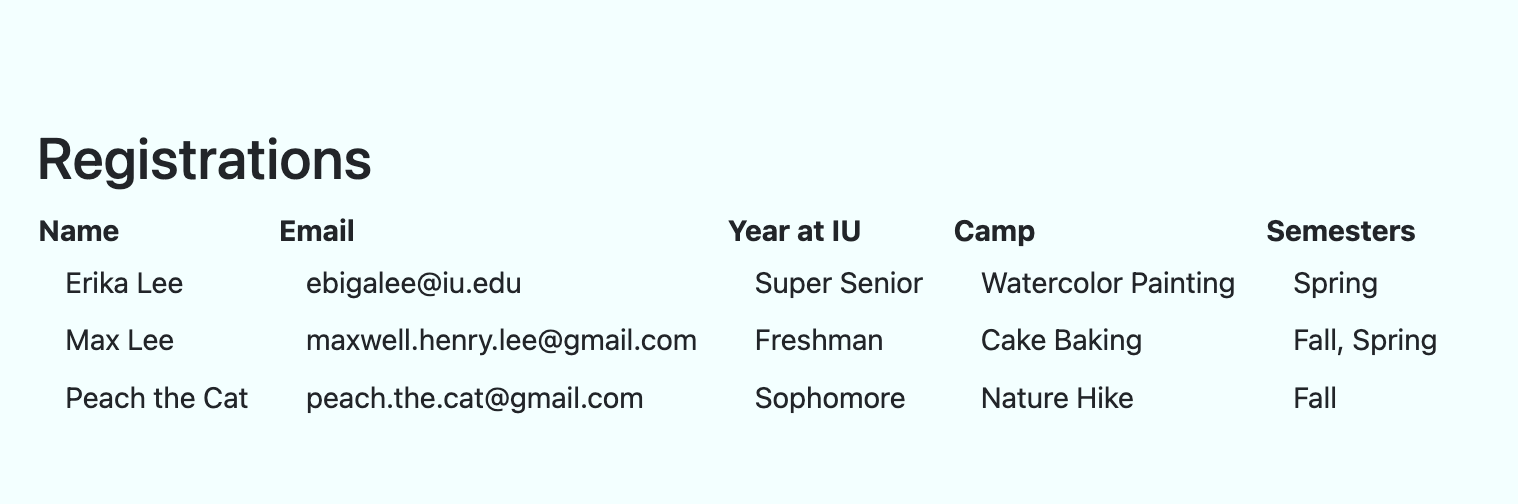 Registrations
Name Email Year at IU Camp Semesters
Erika Lee ebigalee@iu.edu Super Senior Watercolor Painting Spring
Max Lee maxwell.henry.lee@gmail.com Freshman Cake Baking Fall, Spring
Peach the Cat peach.the.cat@gmail.com Sophomore Nature Hike Fall